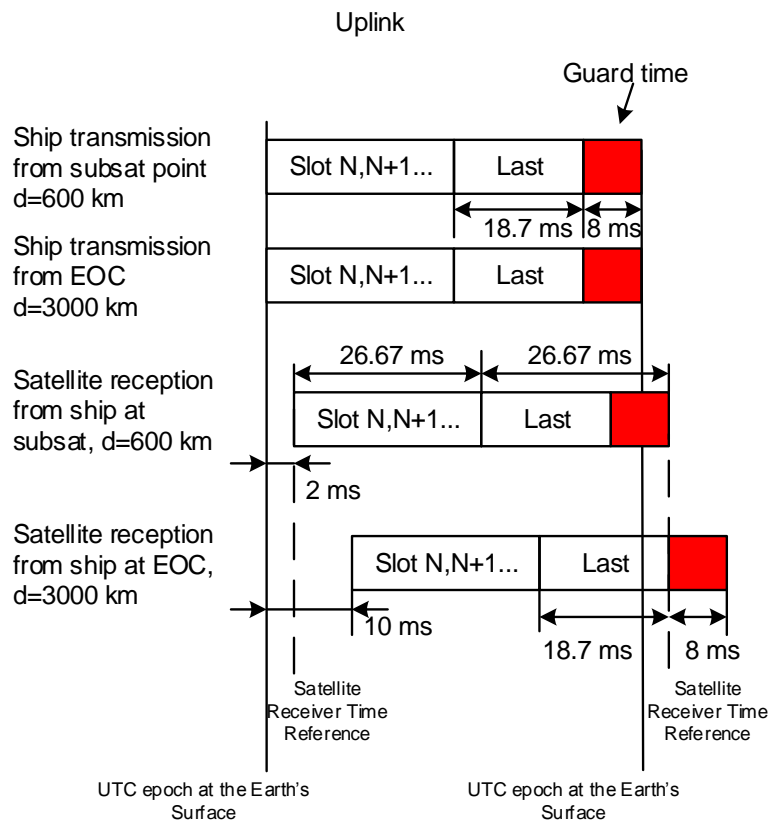 Uplink
Guard time
Ship transmission
from subsat point
d=600 km
Slot N,N+1...
Last
18.7 ms
8 ms
Ship transmission
from EOC
d=3000 km
Slot N,N+1...
Last
26.67 ms
26.67 ms
Satellite reception
from ship at
subsat, d=600 km
Slot N,N+1...
Last
2 ms
Satellite reception
from ship at EOC,
d=3000 km
Slot N,N+1...
Last
10 ms
18.7 ms
8 ms
Satellite
Receiver Time
Reference
Satellite
Receiver Time
Reference
UTC epoch at the Earth's
Surface
UTC epoch at the Earth's
Surface